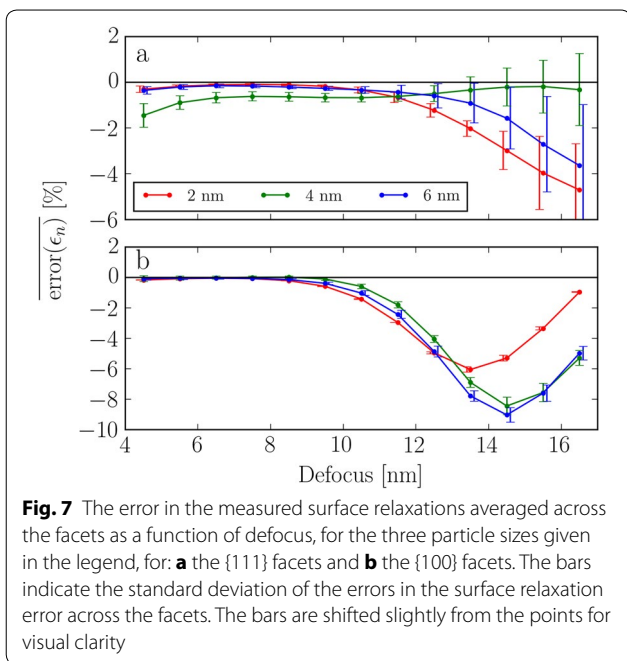 2
a
0
−2
−4
2 nm 4 nm 6 nm
−6
error(ϵn) [%]
2
b
0
−2
−4
−6
−8
−10
4 6 8 10 12 14 16
Defocus [nm]
Fig. 7 The error in the measured surface relaxations averaged across
the facets as a function of defocus, for the three particle sizes given
in the legend, for: a the {111} facets and b the {100} facets. The bars
indicate the standard deviation of the errors in the surface relaxation
error across the facets. The bars are shifted slightly from the points for
visual clarity